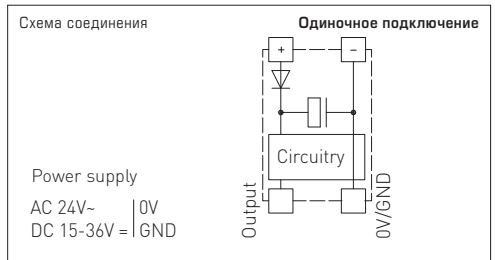 Схема соединения
Одиночное подключение
+ −
Circuitry
Power supply
AC 24V~ | 0V
DC 15-36V = | GND
Output
0V/GND